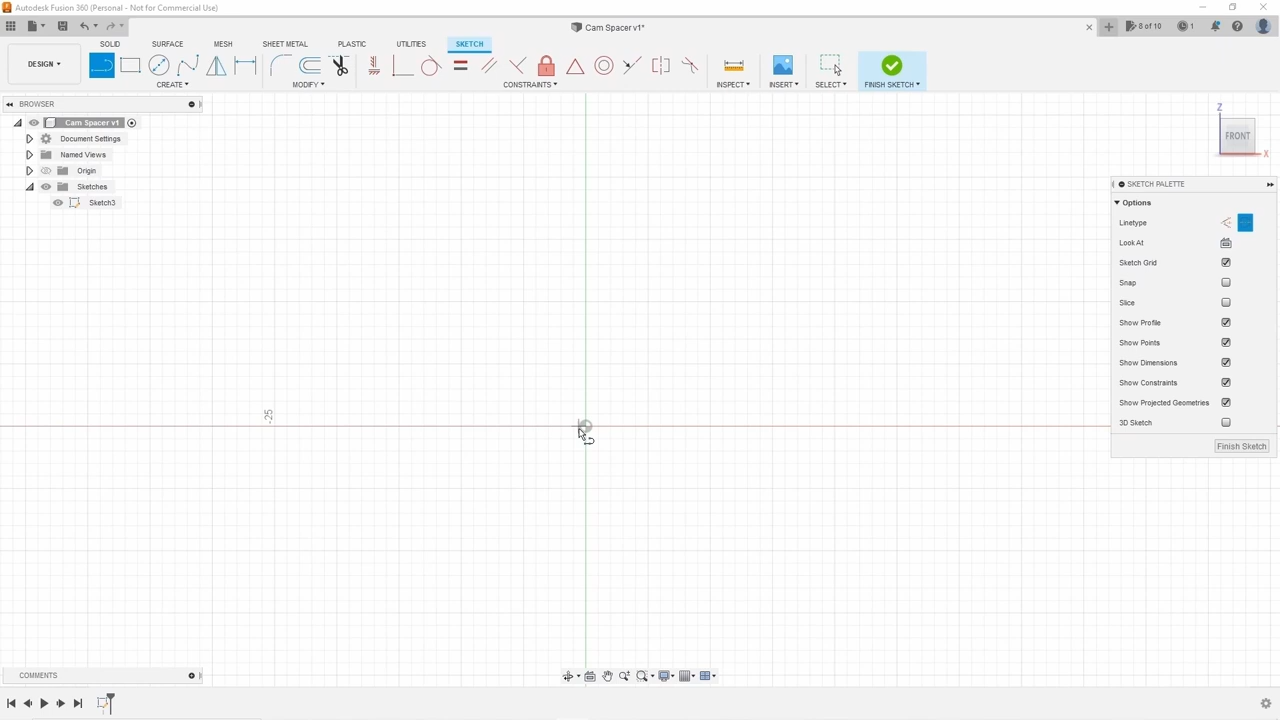 Autodesk Fusion 360 (Personal - Not for Commercial Use)
Cam Spacer v1*
8 of 10
1
SOLID SURFACE MESH SHEET METAL PLASTIC UTILITIES SKETCH
DESIGN
CREATE MODIFY CONSTRAINTS INSPECT INSERT SELECT FINISH SKETCH
BROWSER
Cam Spacer v1
Document Settings
Named Views
Origin
Sketches
Sketch3
Z
FRONT
X
SKETCH PALETTE
Options
Linetype
Look At
Sketch Grid
Snap
Slice
Show Profile
Show Points
Show Dimensions
Show Constraints
Show Projected Geometries
3D Sketch
Finish Sketch
-25
COMMENTS